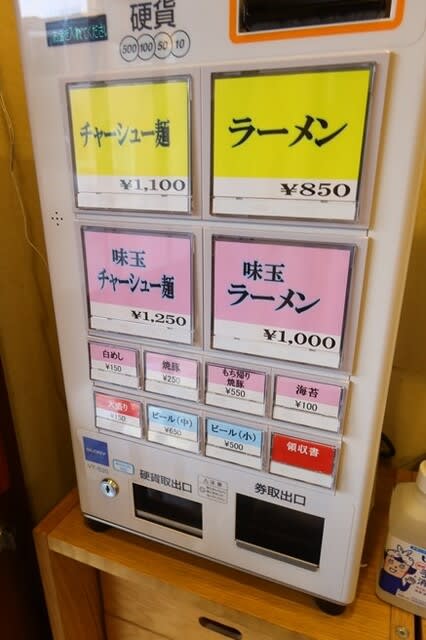 硬貨
500 100 50 10
チャーシュー麺
¥1,100
ラーメン
¥850
味玉
チャーシュー麺
¥1,250
味玉
ラーメン
¥1,000
白めし
¥150
焼豚
¥250
もち帰り
焼豚
¥550
海苔
¥100
大盛り
¥150
ビール(中)
¥650
ビール(小)
¥500
領収書
硬貨取出口
券取出口